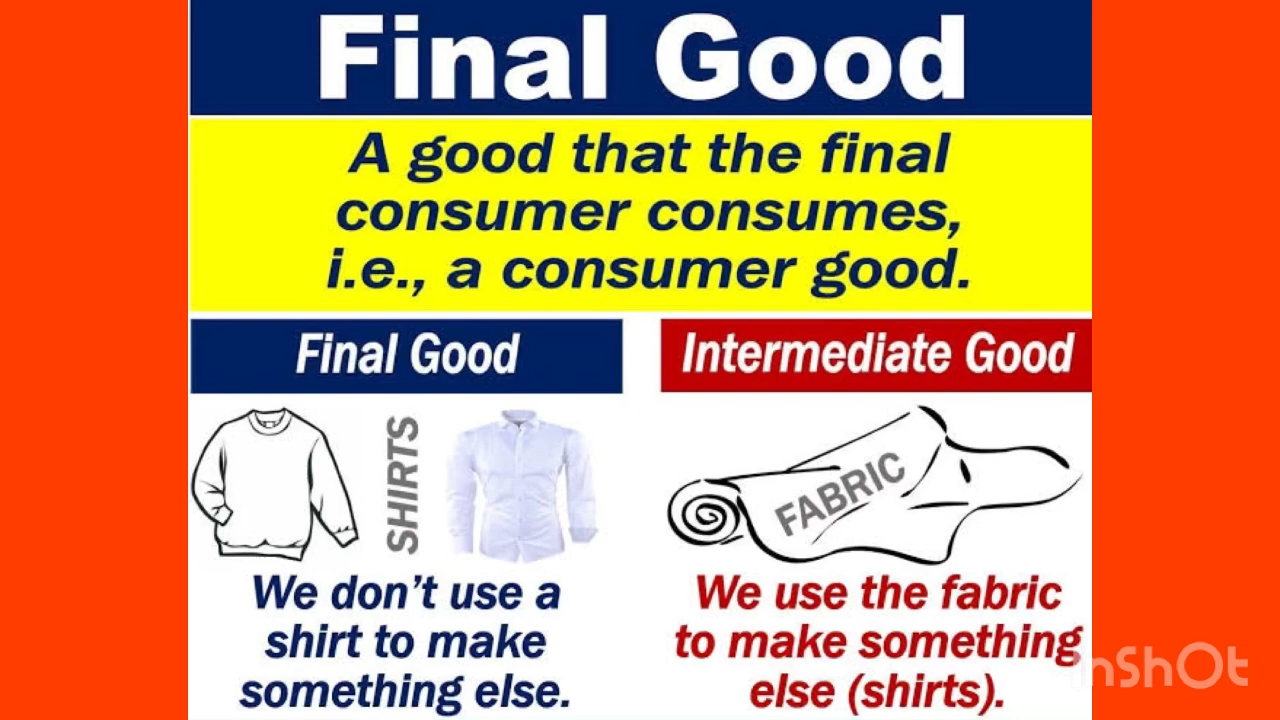 Final Good
A good that the final
consumer consumes,
i.e., a consumer good.
Final Good
SHIRTS
We don't use a
shirt to make
something else.
Intermediate Good
FABRIC
We use the fabric
to make something
else (shirts).
InShOt